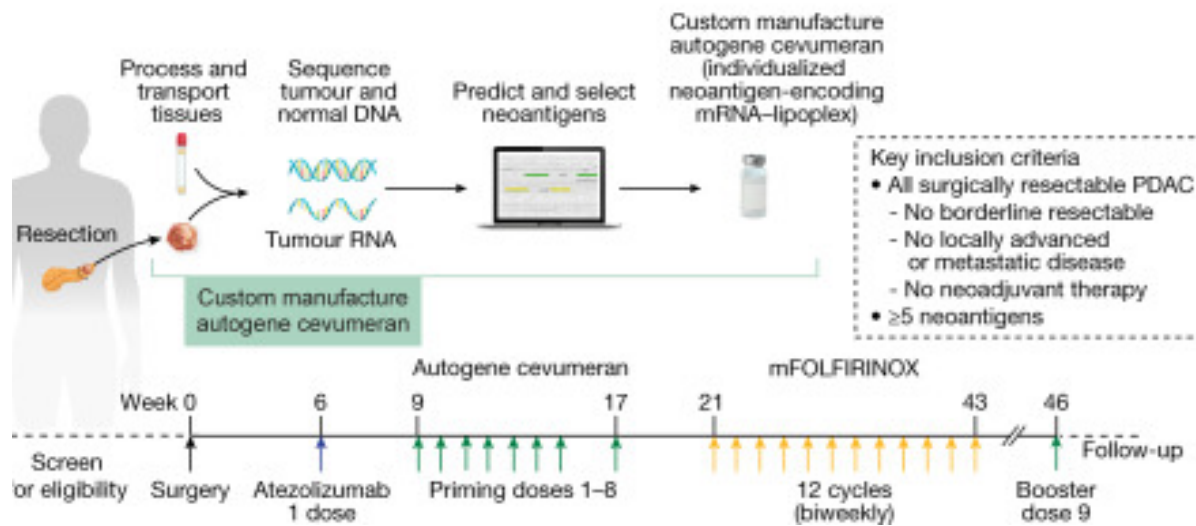 Process and
transport
tissues
Sequence
tumour and
normal DNA
Predict and select
neoantigens
Custom manufacture
autogene cevumeran
(individualized
neoantigen-encoding
mRNA–lipoplex)
Resection
Tumour RNA
Custom manufacture
autogene cevumeran
Key inclusion criteria
• All surgically resectable PDAC
- No borderline resectable
- No locally advanced
or metastatic disease
- No neoadjuvant therapy
• ≥5 neoantigens
Autogene cevumeran
mFOLFIRINOX
Week 0 6 9 17 21 43 46
Screen
for eligibility
Surgery
Atezolizumab
1 dose
Priming doses 1–8
12 cycles
(biweekly)
Booster
dose 9
Follow-up